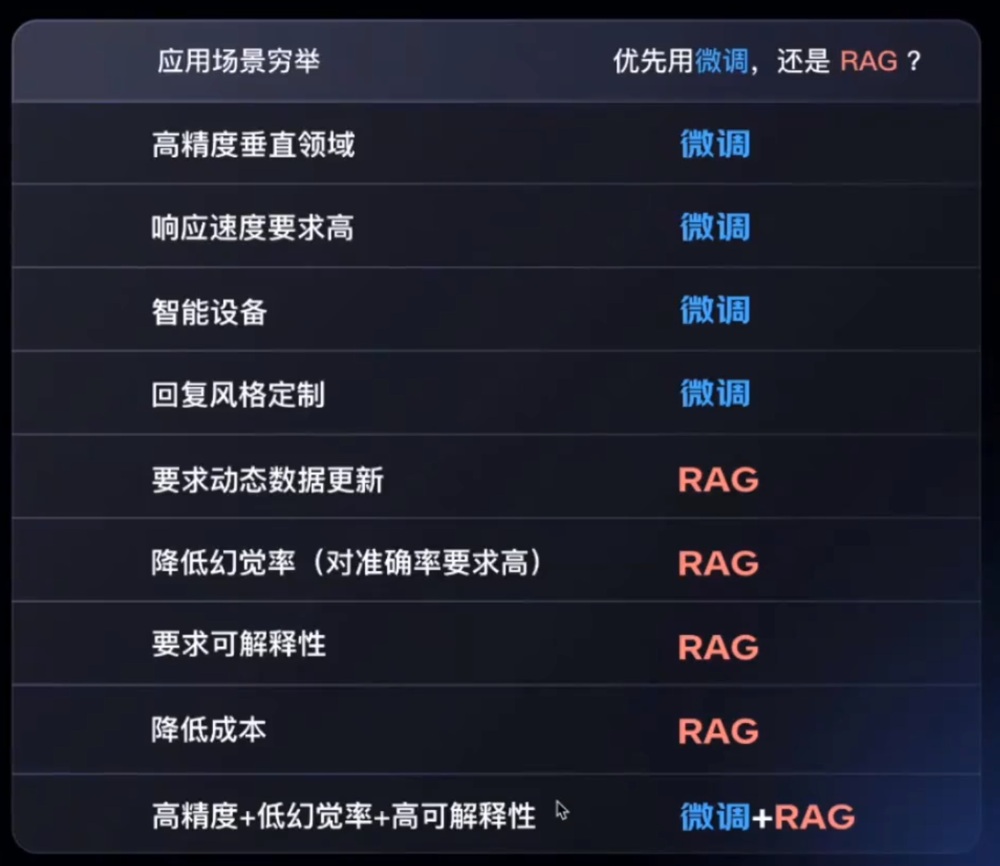 应用场景穷举 优先用微调，还是 RAG？
高精度垂直领域 微调
响应速度要求高 微调
智能设备 微调
回复风格定制 微调
要求动态数据更新 RAG
降低幻觉率（对准确率要求高） RAG
要求可解释性 RAG
降低成本 RAG
高精度+低幻觉率+高可解释性 微调+RAG